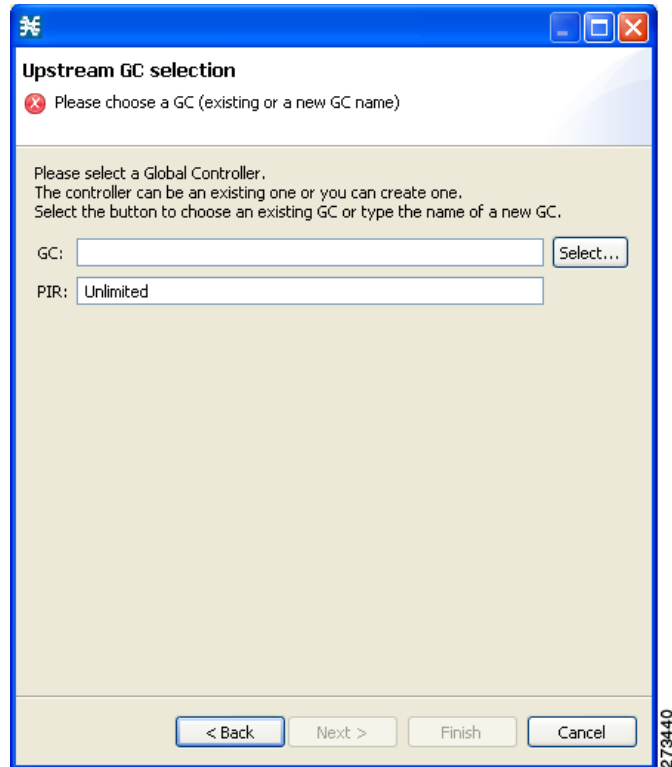 Upstream GC selection
Please choose a GC (existing or a new GC name)
Please select a Global Controller.
The controller can be an existing one or you can create one.
Select the button to choose an existing GC or type the name of a new GC.
GC:
Select...
PIR: Unlimited
< Back
Next >
Finish
Cancel
273440